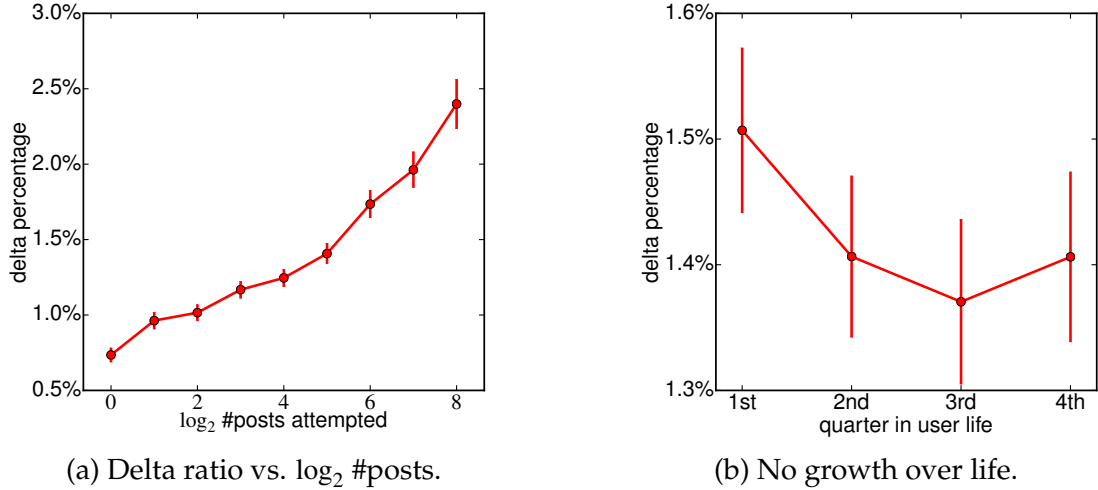 3.0%
2.5%
2.0%
1.5%
1.0%
0.5%
delta percentage
0 2 4 6 8
log₂ #posts attempted
(a) Delta ratio vs. log₂ #posts.
1.6%
1.5%
1.4%
1.3%
delta percentage
1st 2nd 3rd 4th
quarter in user life
(b) No growth over life.